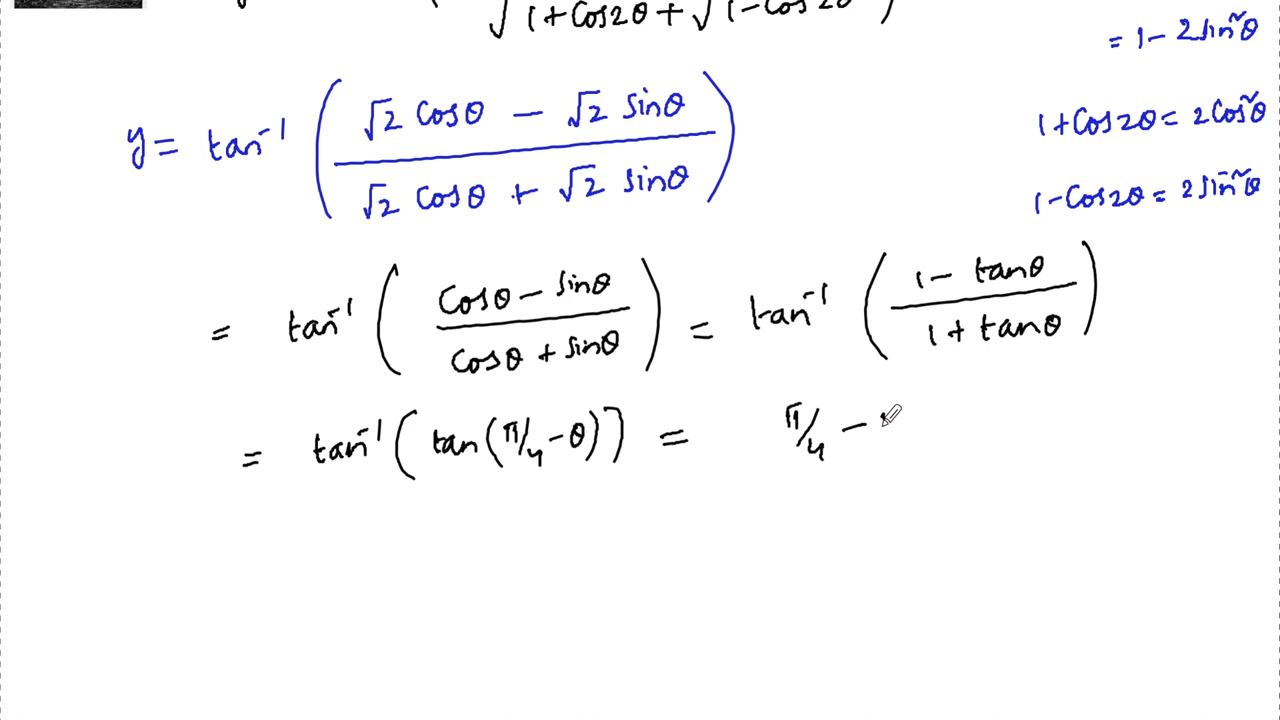 √1+Cos2θ + √1-Cos2θ )
= 1 - 2 sin²θ
y = tan⁻¹ ( (√2 Cosθ - √2 sinθ) / (√2 Cosθ + √2 sinθ) )
1+Cos2θ = 2Cos²θ
1-Cos2θ = 2sin²θ
= tan⁻¹ ( (Cosθ - sinθ) / (Cosθ + sinθ) ) = tan⁻¹ ( (1 - tanθ) / (1 + tanθ) )
= tan⁻¹ ( tan(π/4 - θ) ) = π/4 -